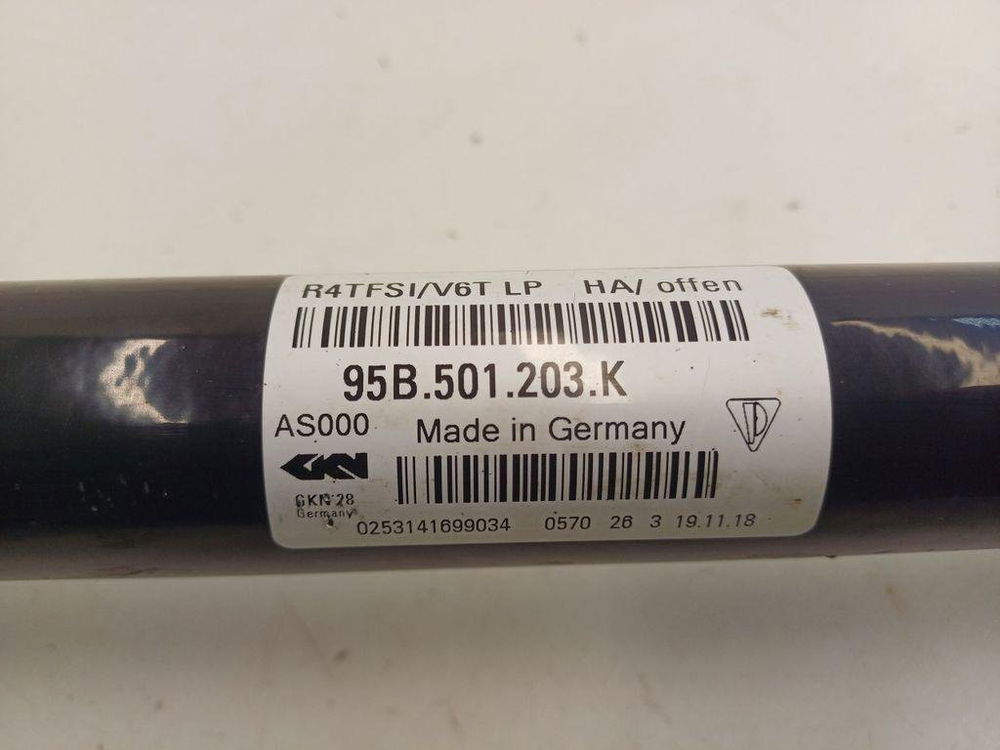 R4TFSI/V6T LP HA/ offen
95B.501.203.K
AS000 Made in Germany
GKN
GKN 28
Germany
0253141699034 0570 26 3 19.11.18